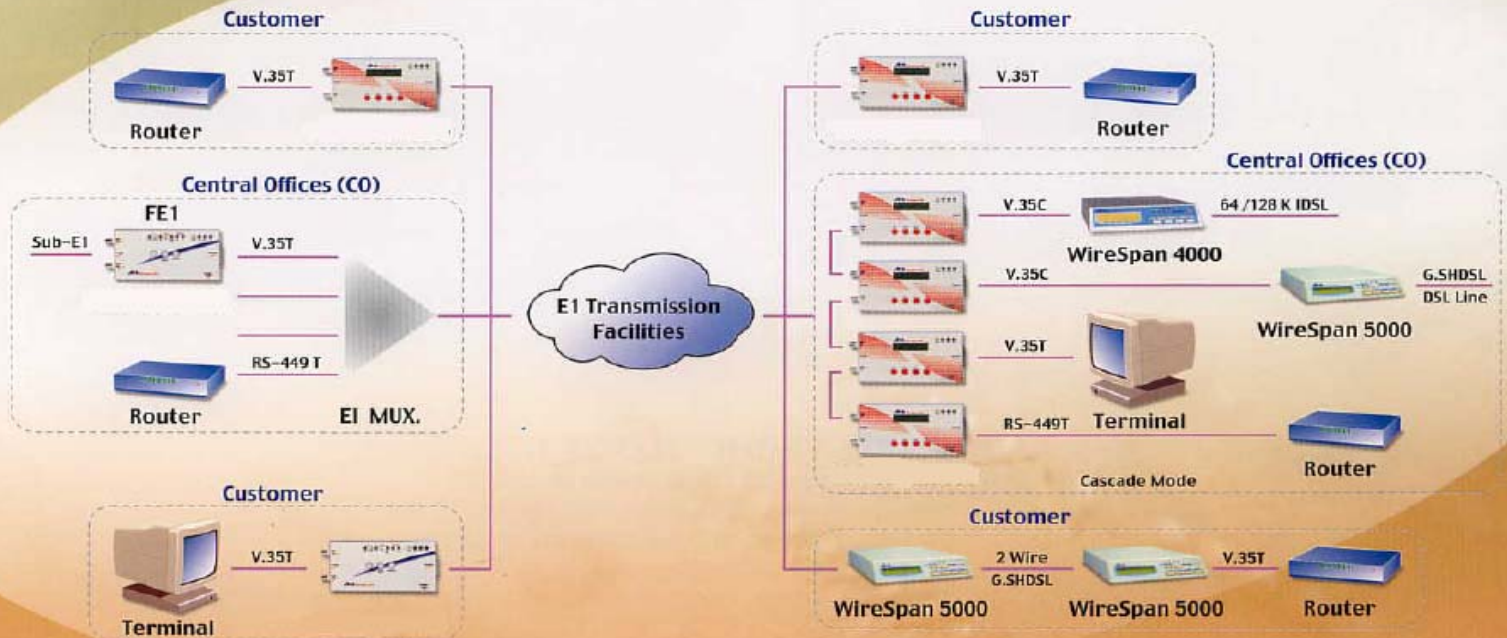 Customer
V.35T
Router
Central Offices (CO)
FE1
Sub-E1
V.35T
RS-449 T
Router
EI MUX.
Customer
V.35T
Terminal
E1 Transmission
Facilities
Customer
V.35T
Router
Central Offices (CO)
V.35C
64 /128 K IDSL
WireSpan 4000
V.35C
G.SHDSL
DSL Line
WireSpan 5000
V.35T
Terminal
RS-449T
Router
Cascade Mode
Customer
2 Wire
G.SHDSL
V.35T
WireSpan 5000
WireSpan 5000
Router